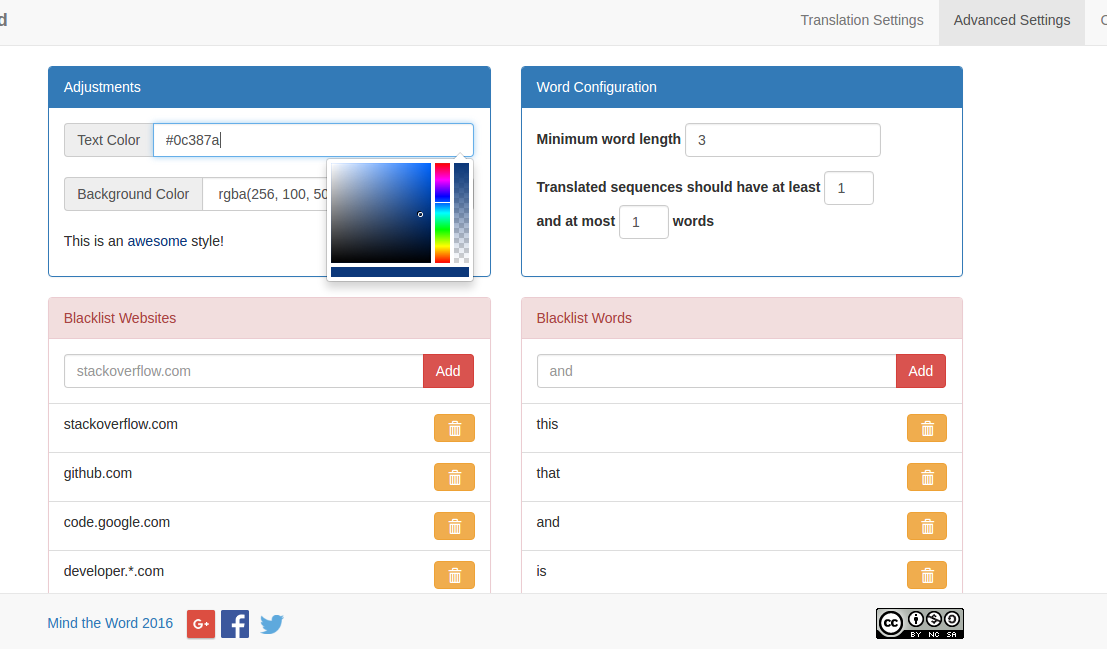 Translation Settings Advanced Settings
Adjustments
Text Color #0c387a
Background Color rgba(256, 100, 50
This is an awesome style!
Word Configuration
Minimum word length 3
Translated sequences should have at least 1
and at most 1 words
Blacklist Websites
stackoverflow.com Add
stackoverflow.com
github.com
code.google.com
developer.*.com
Blacklist Words
and Add
this
that
and
is
Mind the Word 2016 G+ f
cc
BY NC SA